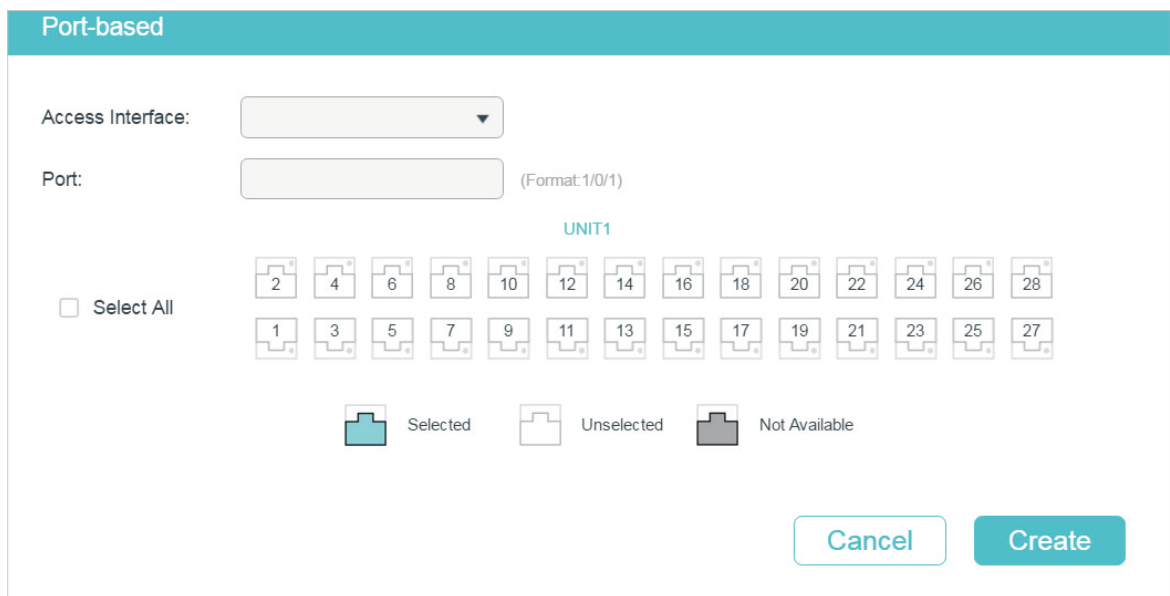 Port-based
Access Interface:
Port: (Format:1/0/1)
UNIT1
2 4 6 8 10 12 14 16 18 20 22 24 26 28
Select All
1 3 5 7 9 11 13 15 17 19 21 23 25 27
Selected Unselected Not Available
Cancel Create